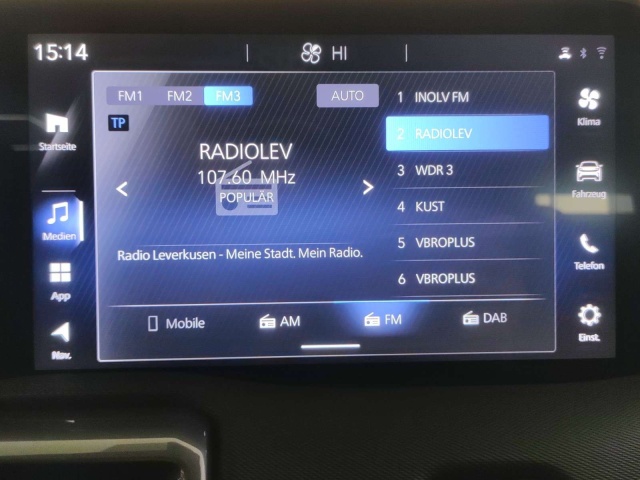 15:14
HI
Startseite
Medien
App
Nav.
FM1 FM2 FM3 AUTO
TP
RADIOLEV
107.60 MHz
POPULÄR
Radio Leverkusen - Meine Stadt. Mein Radio.
1 INOLV FM
2 RADIOLEV
3 WDR 3
4 KUST
5 VBROPLUS
6 VBROPLUS
Mobile AM FM DAB
Klima
Fahrzeug
Telefon
Einst.